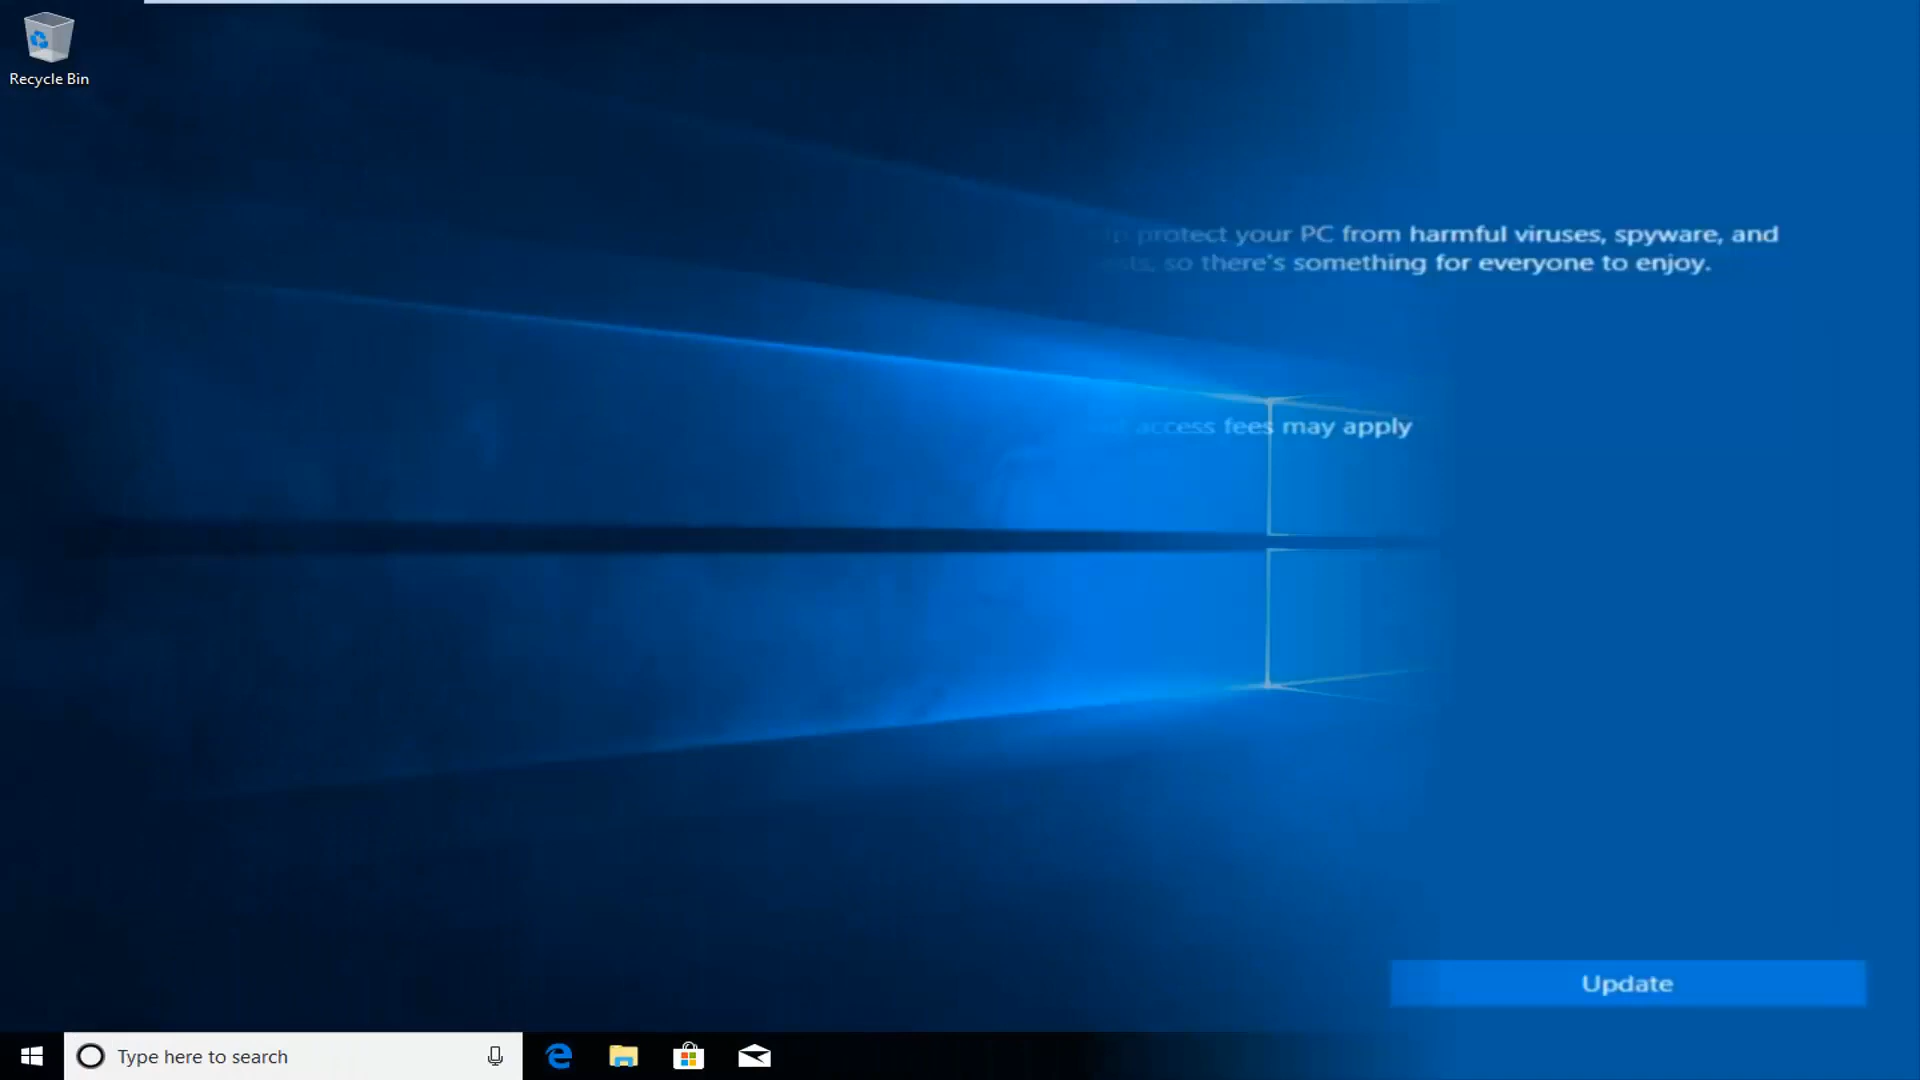 Recycle Bin
protect your PC from harmful viruses, spyware, and
so there's something for everyone to enjoy.
access fees may apply
Update
Type here to search